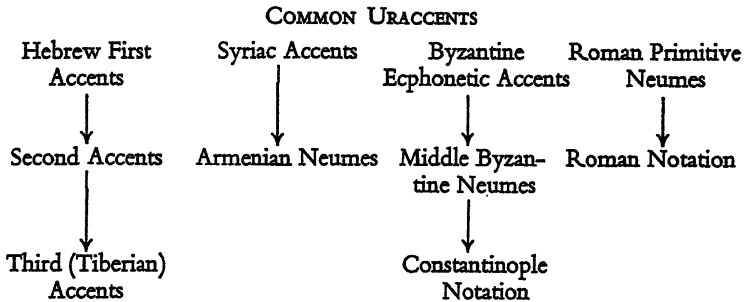 COMMON URACCENTS
Hebrew First
Accents
Syriac Accents
Byzantine
Ecphonetic Accents
Roman Primitive
Neumes
Second Accents
Armenian Neumes
Middle Byzan-
tine Neumes
Roman Notation
Third (Tiberian)
Accents
Constantinople
Notation